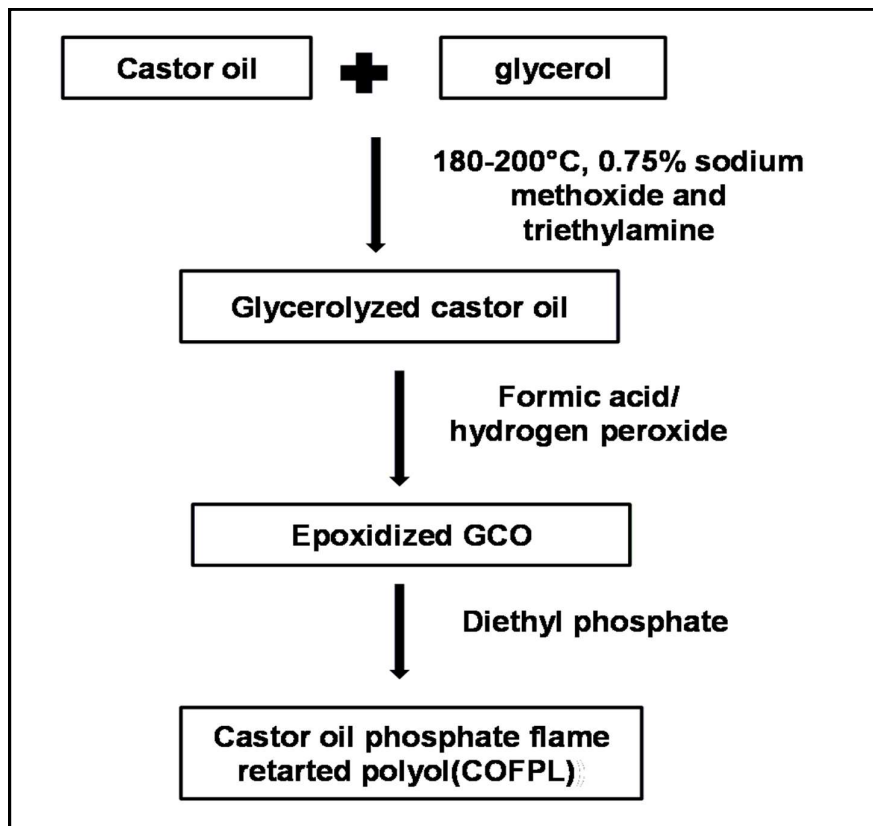 Castor oil
glycerol
180-200°C, 0.75% sodium
methoxide and
triethylamine
Glycerolyzed castor oil
Formic acid/
hydrogen peroxide
Epoxidized GCO
Diethyl phosphate
Castor oil phosphate flame
retarted polyol(COFPL)